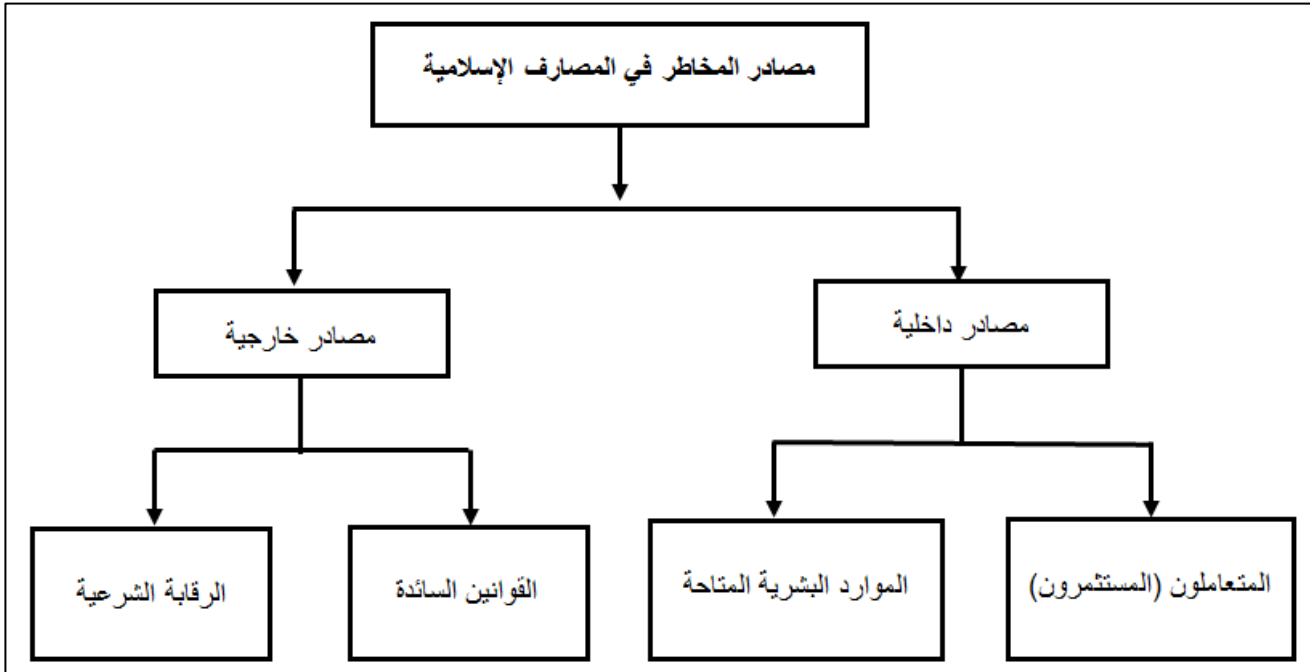 مصادر المخاطر في المصارف الإسلامية
مصادر داخلية
مصادر خارجية
المتعاملون (المستثمرون)
الموارد البشرية المتاحة
القوانين السائدة
الرقابة الشرعية